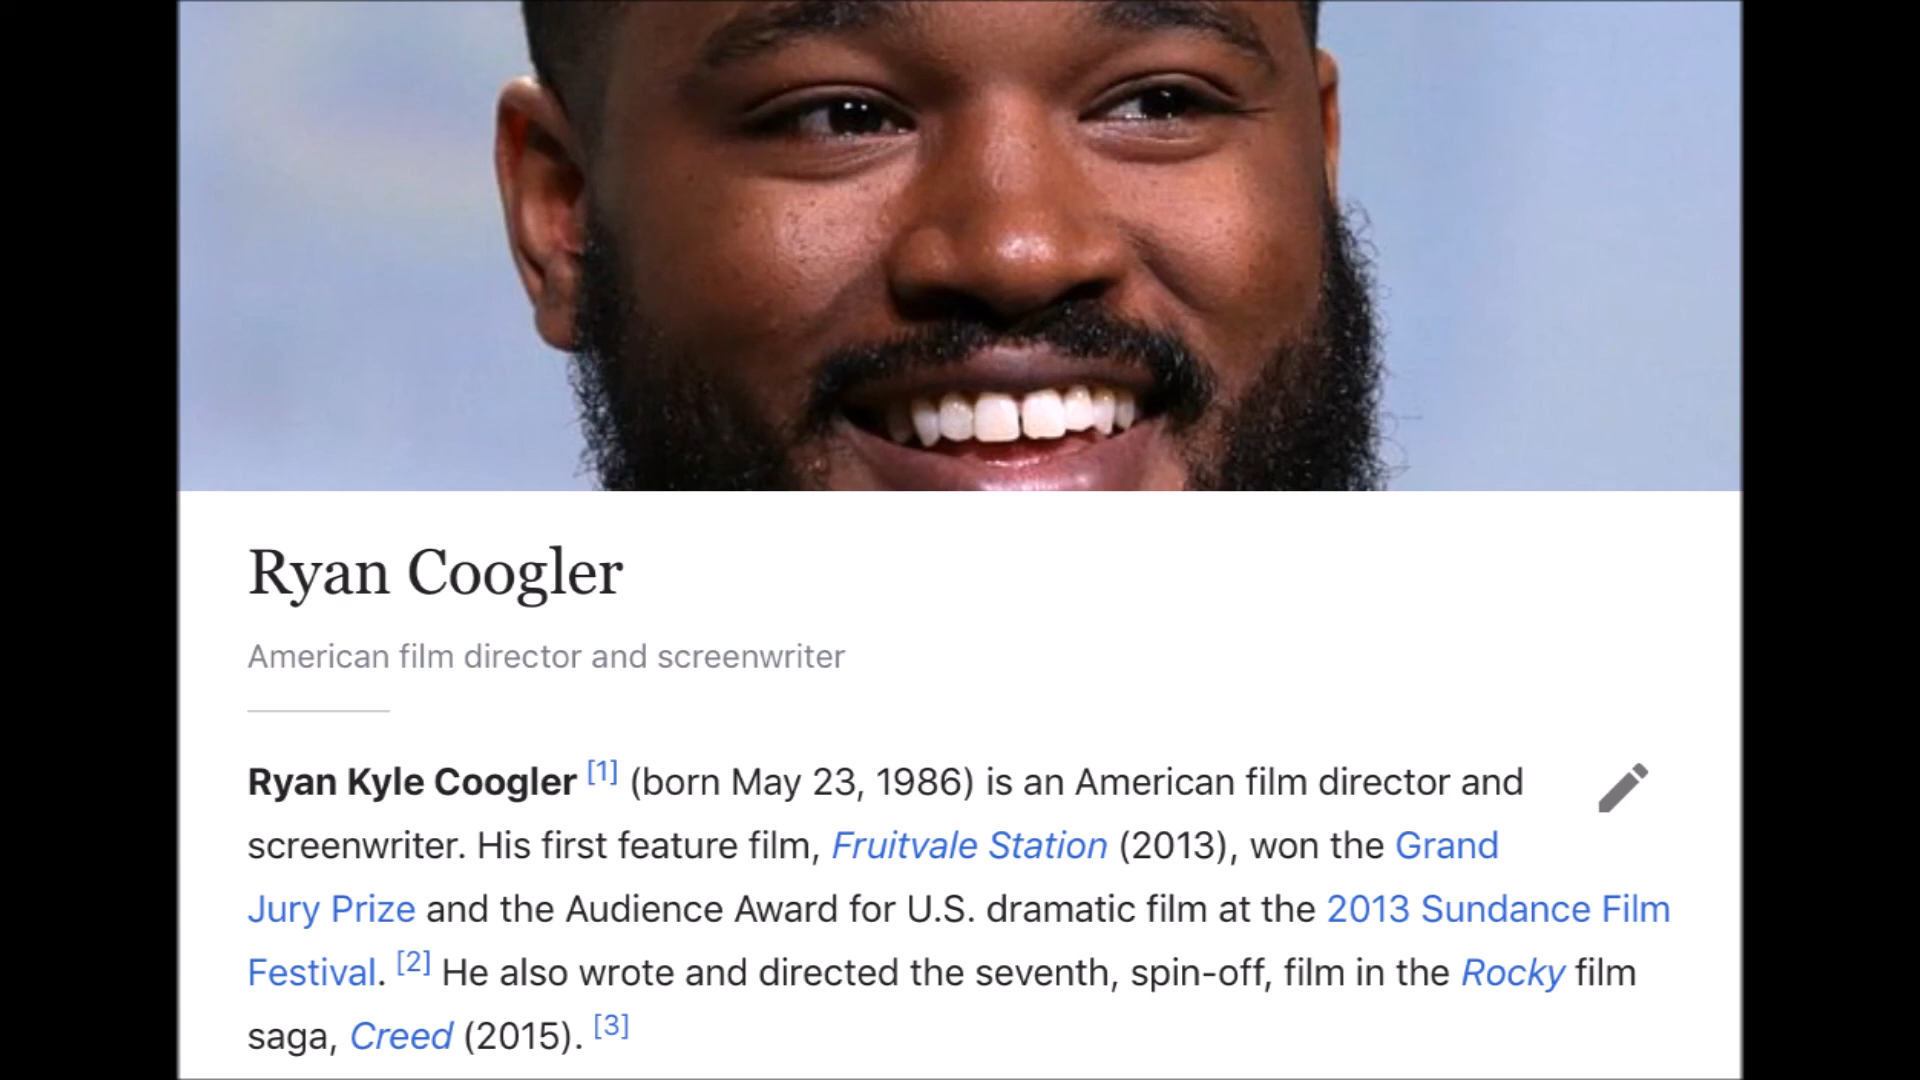 Ryan Coogler
American film director and screenwriter
Ryan Kyle Coogler [1] (born May 23, 1986) is an American film director and
screenwriter. His first feature film, Fruitvale Station (2013), won the Grand
Jury Prize and the Audience Award for U.S. dramatic film at the 2013 Sundance Film
Festival. [2] He also wrote and directed the seventh, spin-off, film in the Rocky film
saga, Creed (2015). [3]